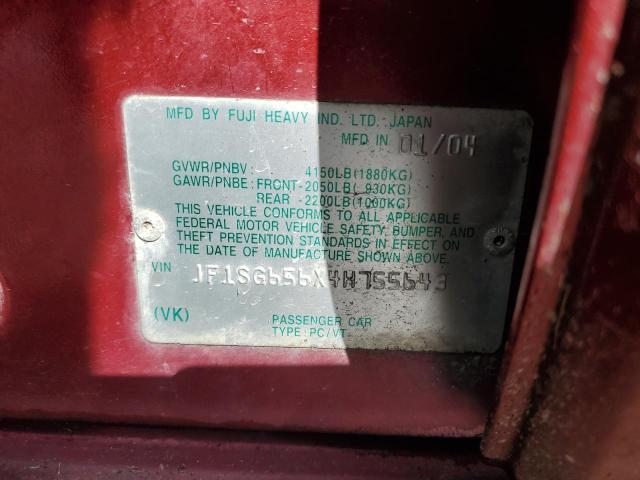 MFD BY FUJI HEAVY IND. LTD. JAPAN
MFD IN 01/04
GVWR/PNBV : 4150LB(1880KG)
GAWR/PNBE: FRONT-2050LB( 930KG)
REAR -2200LB(1000KG)
THIS VEHICLE CONFORMS TO ALL APPLICABLE
FEDERAL MOTOR VEHICLE SAFETY, BUMPER, AND
THEFT PREVENTION STANDARDS IN EFFECT ON
THE DATE OF MANUFACTURE SHOWN ABOVE.
VIN JF1SG656X4H755643
(VK) PASSENGER CAR
TYPE: PC/VT